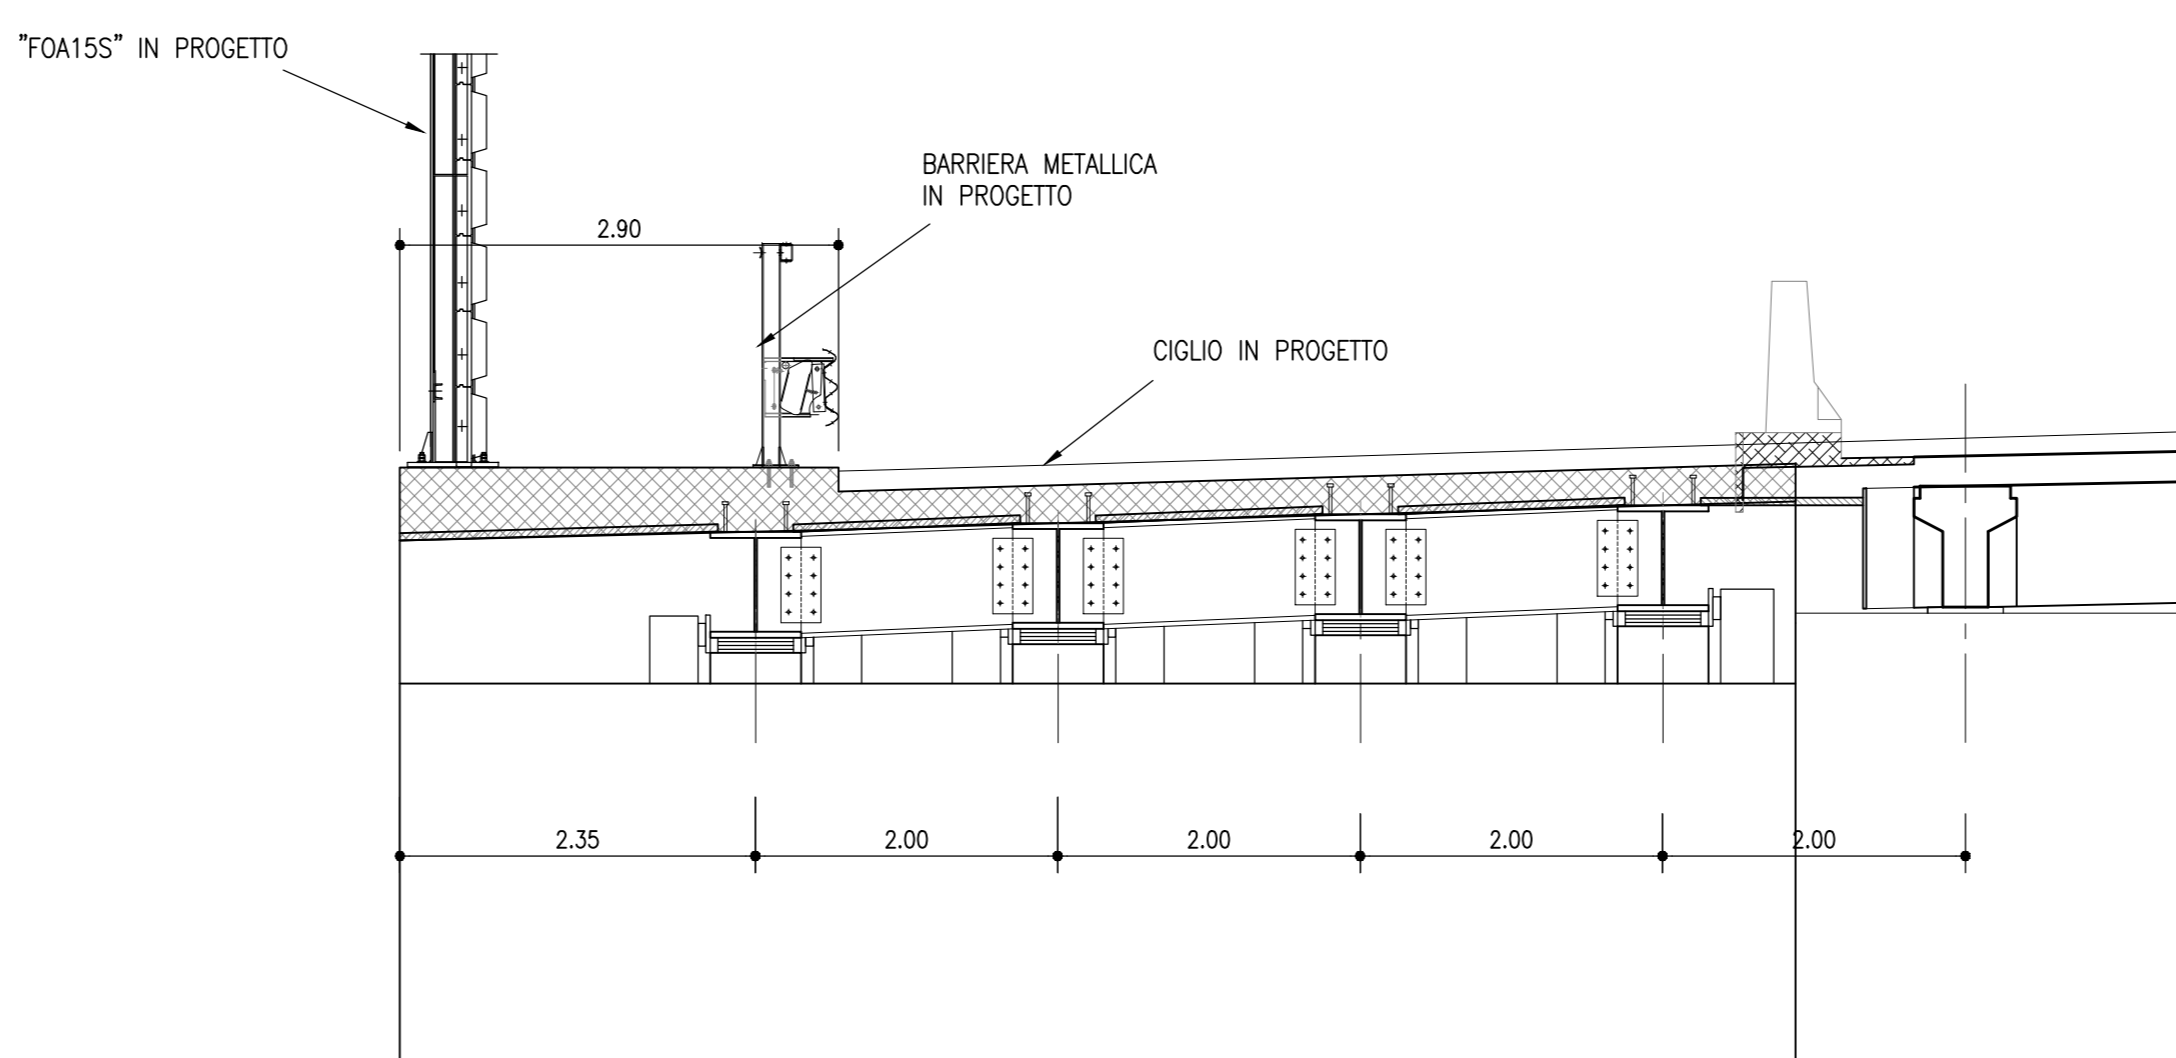 "FOA15S" IN PROGETTO
BARRIERA METALLICA
IN PROGETTO
2.90
CIGLIO IN PROGETTO
2.35
2.00
2.00
2.00
2.00